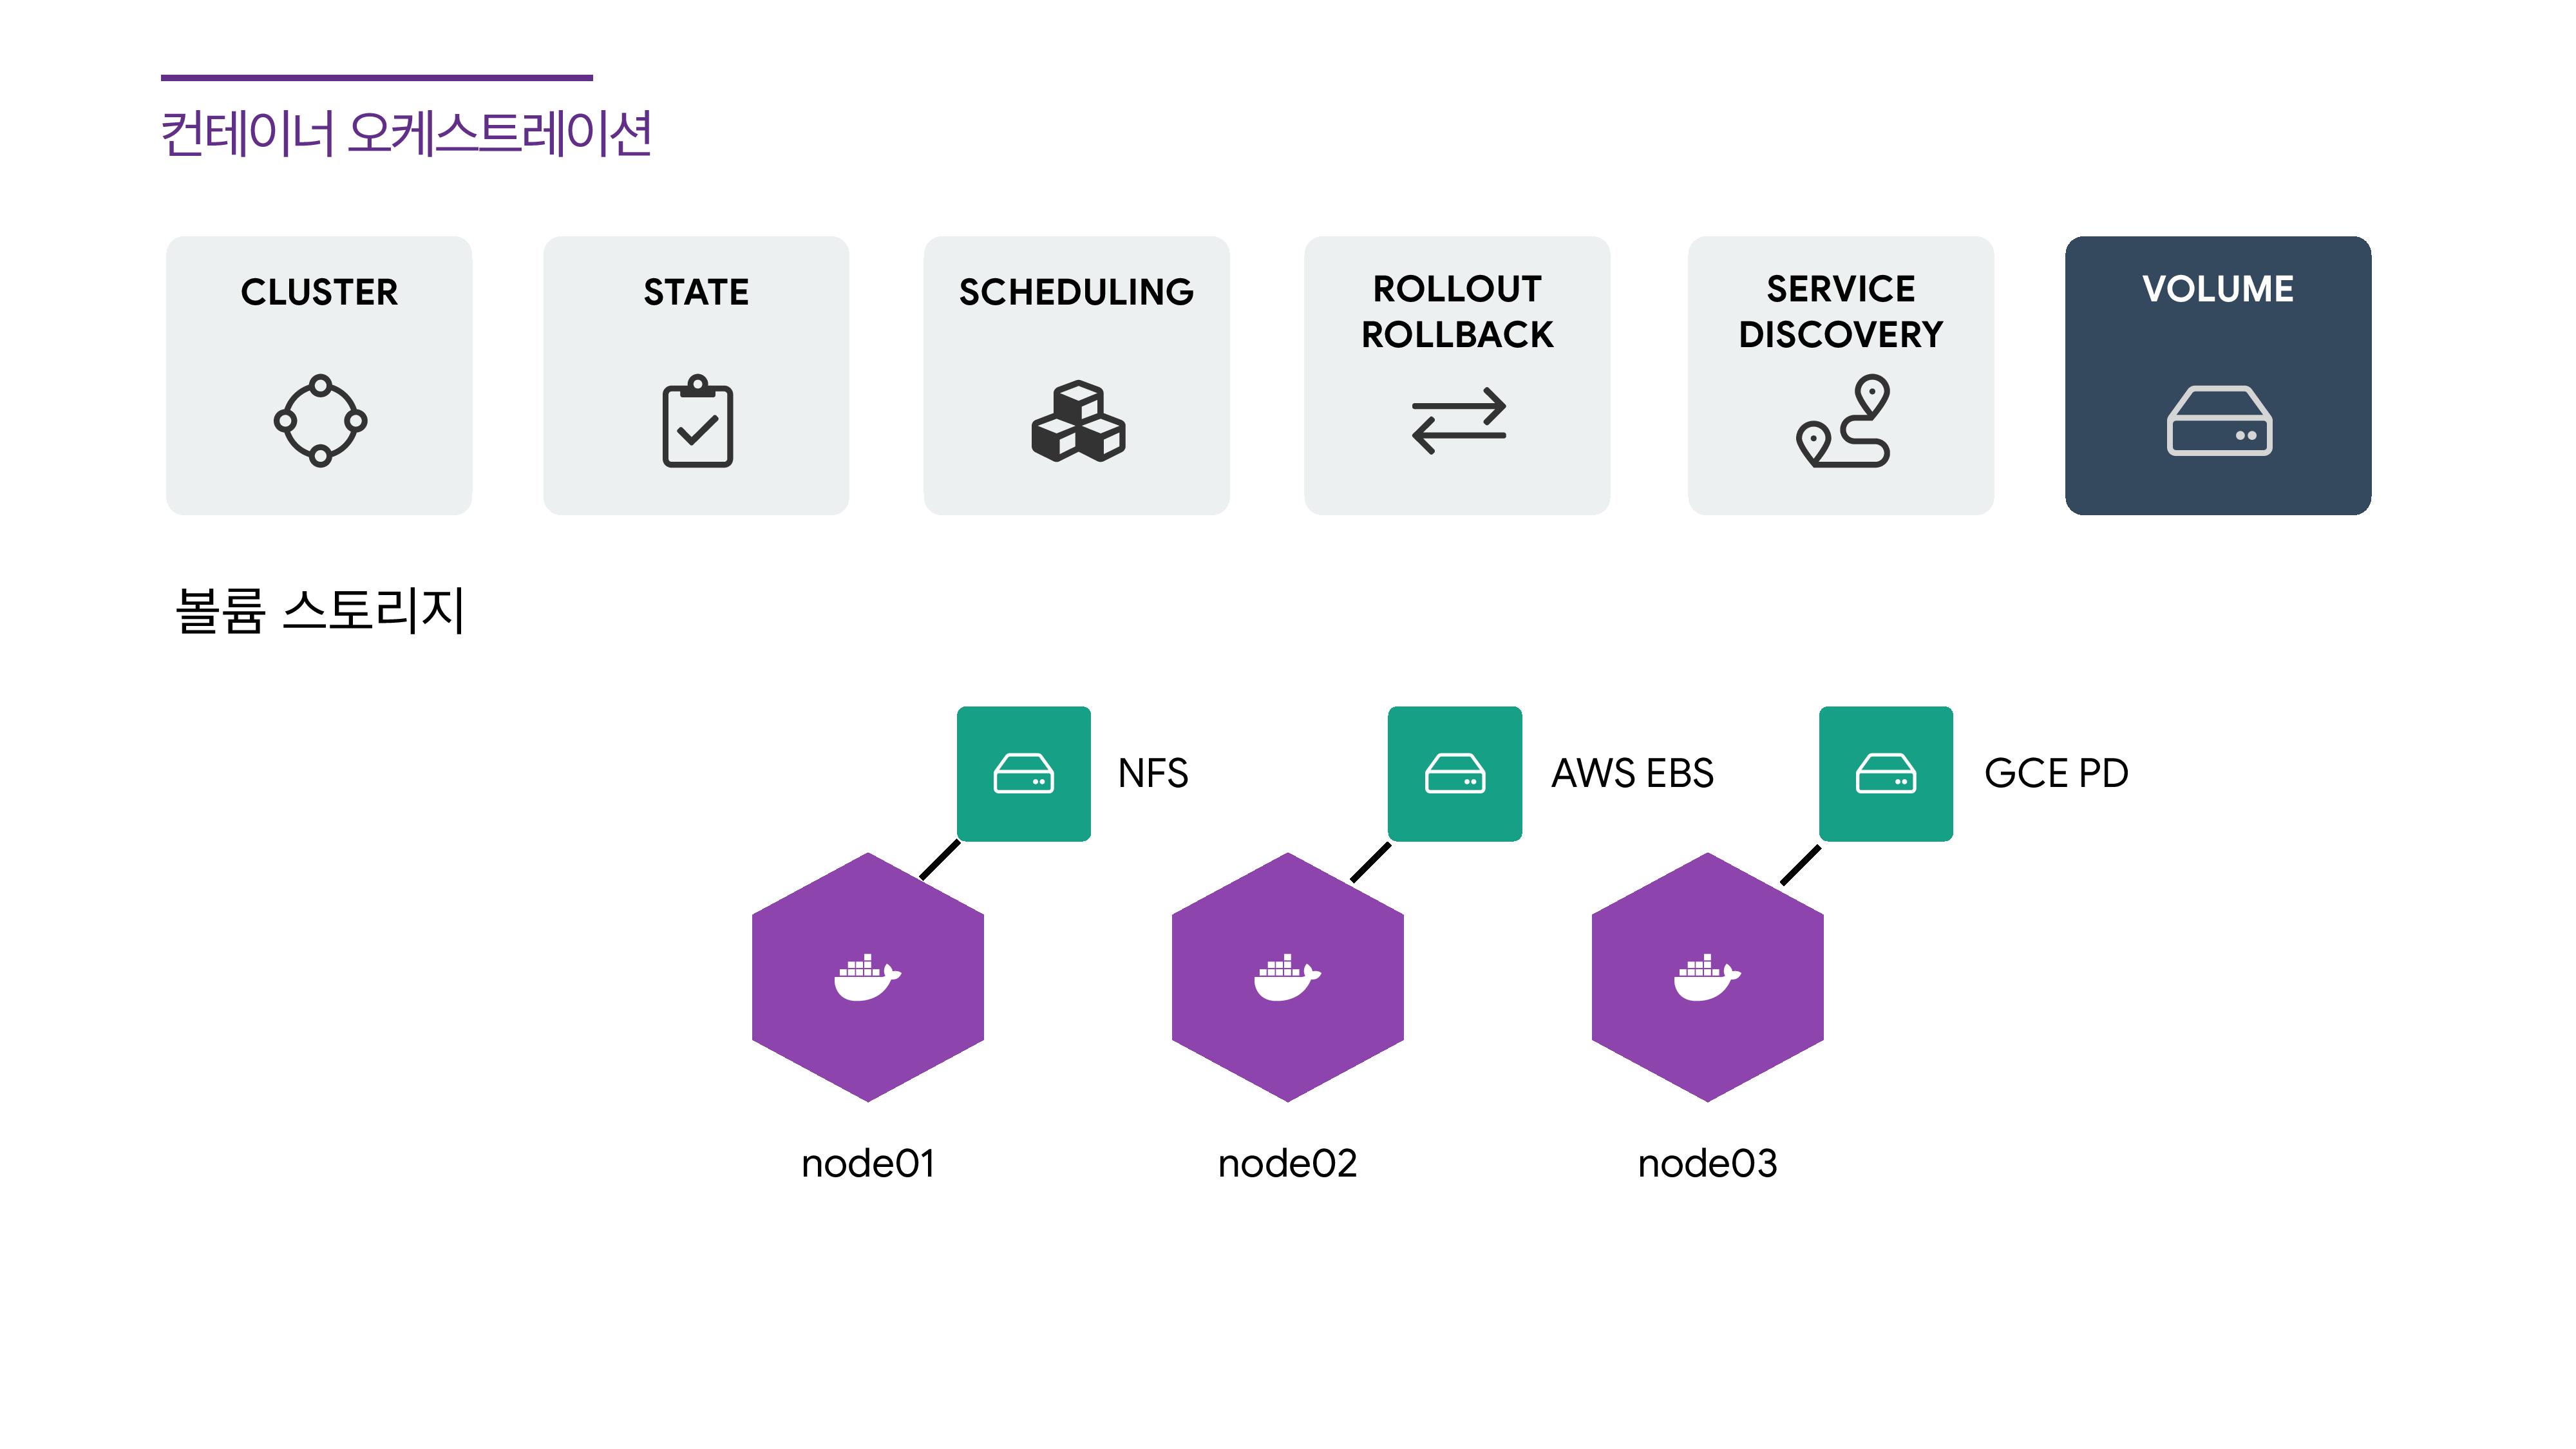 컨테이너 오케스트레이션
CLUSTER
STATE
SCHEDULING
ROLLOUT
ROLLBACK
SERVICE
DISCOVERY
VOLUME
볼륨 스토리지
NFS
AWS EBS
GCE PD
node01
node02
node03